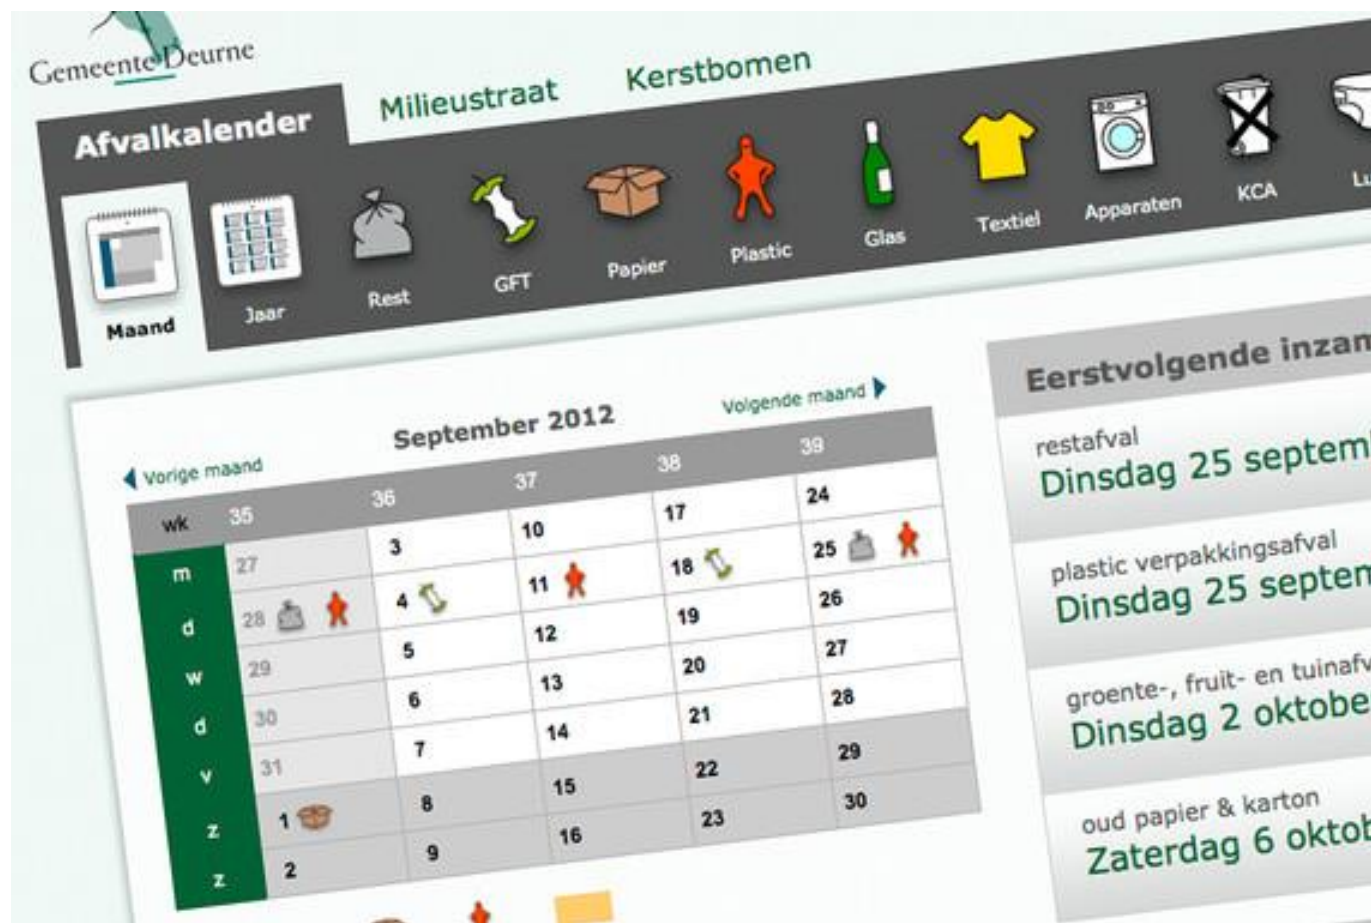 Gemeente Deurne
Afvalkalender
Milieustraat
Kerstbomen
Maand
Jaar
Rest
GFT
Papier
Plastic
Glas
Textiel
Apparaten
KCA
Lu
Vorige maand
September 2012
Volgende maand
wk 35 36 37 38 39
m 27 3 10 17 24
d 28 4 11 18 25
w 29 5 12 19 26
d 30 6 13 20 27
v 31 7 14 21 28
z 1 8 15 22 29
z 2 9 16 23 30
Eerstvolgende inzam
restafval
Dinsdag 25 septem
plastic verpakkingsafval
Dinsdag 25 septem
groente-, fruit- en tuinafv
Dinsdag 2 oktobe
oud papier & karton
Zaterdag 6 oktob